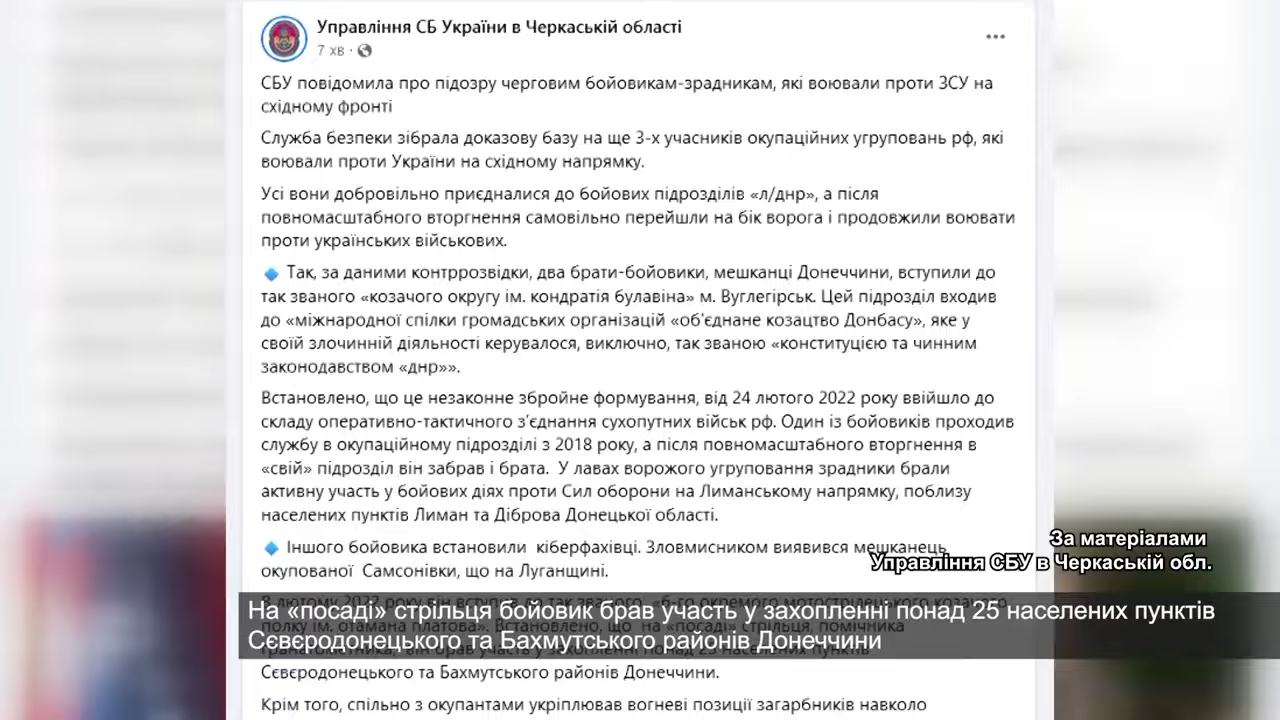 Управління СБ України в Черкаській області
7 хв ·
СБУ повідомила про підозру черговим бойовикам-зрадникам, які воювали проти ЗСУ на
східному фронті
Служба безпеки зібрала доказову базу на ще 3-х учасників окупаційних угруповань рф, які
воювали проти України на східному напрямку.
Усі вони добровільно приєдналися до бойових підрозділів «л/днр», а після
повномасштабного вторгнення самовільно перейшли на бік ворога і продовжили воювати
проти українських військових.
Так, за даними контррозвідки, два брати-бойовики, мешканці Донеччини, вступили до
так званого «козачого округу ім. кондратія булавіна» м. Вуглегірськ. Цей підрозділ входив
до «міжнародної спілки громадських організацій «об'єднане козацтво Донбасу», яке у
своїй злочинній діяльності керувалося, виключно, так званою «конституцією та чинним
законодавством «днр»».
Встановлено, що це незаконне збройне формування, від 24 лютого 2022 року ввійшло до
складу оперативно-тактичного з’єднання сухопутних військ рф. Один із бойовиків проходив
службу в окупаційному підрозділі з 2018 року, а після повномасштабного вторгнення в
«свій» підрозділ він забрав і брата. У лавах ворожого угруповання зрадники брали
активну участь у бойових діях проти Сил оборони на Лиманському напрямку, поблизу
населених пунктів Лиман та Діброва Донецької області.
Іншого бойовика встановили кіберфахівці. Зловмисником виявився мешканець
окупованої Самсонівки, що на Луганщині.
За матеріалами
Управління СБУ в Черкаській обл.
На «посаді» стрільця бойовик брав участь у захопленні понад 25 населених пунктів
Сєвєродонецького та Бахмутського районів Донеччини
Сєвєродонецького та Бахмутського районів Донеччини.
Крім того, спільно з окупантами укріплював вогневі позиції загарбників навколо